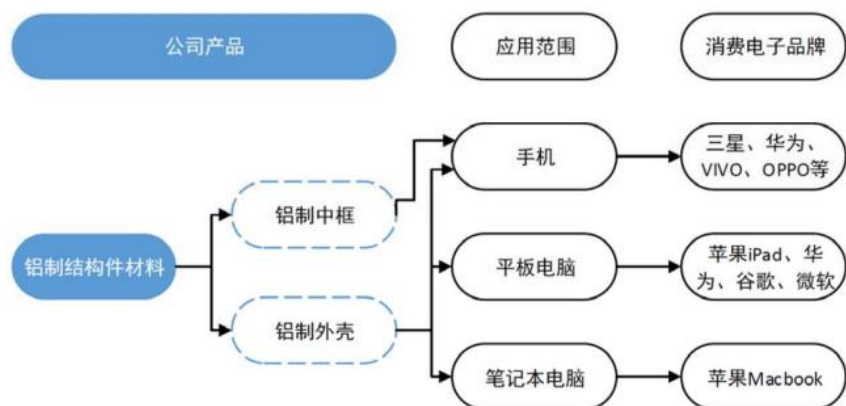 公司产品
应用范围
消费电子品牌
手机
三星、华为、
VIVO、OPPO等
铝制中框
铝制结构件材料
平板电脑
苹果iPad、华
为、谷歌、微软
铝制外壳
笔记本电脑
苹果Macbook